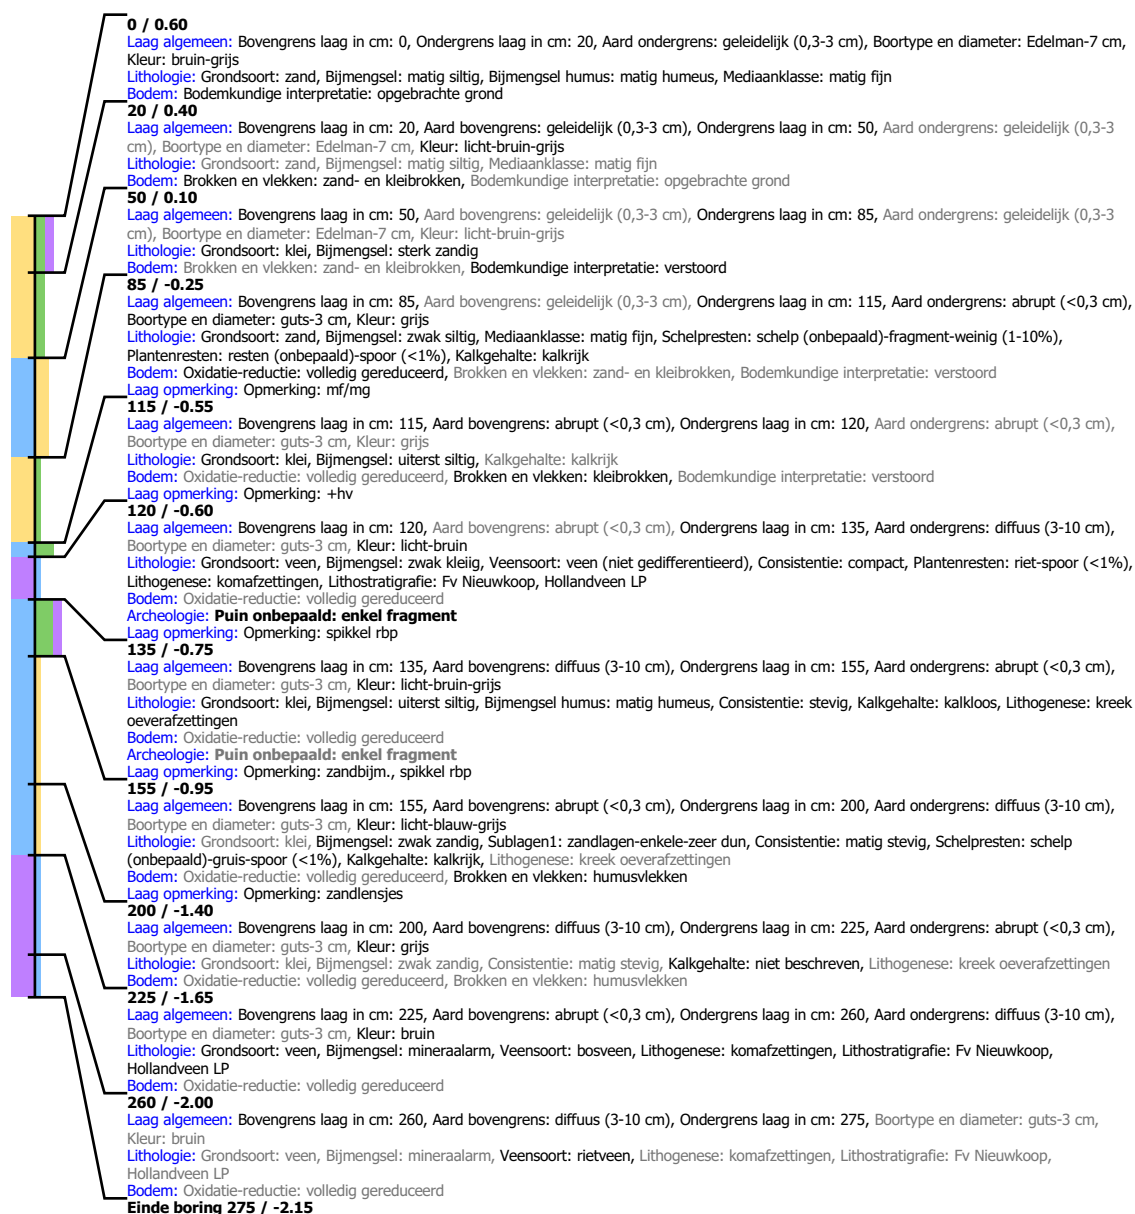 0 / 0.60
Laag algemeen: Bovengrens laag in cm: 0, Ondergrens laag in cm: 20, Aard ondergrens: geleidelijk (0,3-3 cm), Boortype en diameter: Edelman-7 cm,
Kleur: bruin-grijs
Lithologie: Grondsoort: zand, Bijmengsel: matig siltig, Bijmengsel humus: matig humeus, Mediaanklasse: matig fijn
Bodem: Bodemkundige interpretatie: opgebrachte grond
20 / 0.40
Laag algemeen: Bovengrens laag in cm: 20, Aard bovengrens: geleidelijk (0,3-3 cm), Ondergrens laag in cm: 50, Aard ondergrens: geleidelijk (0,3-3
cm), Boortype en diameter: Edelman-7 cm, Kleur: licht-bruin-grijs
Lithologie: Grondsoort: zand, Bijmengsel: matig siltig, Mediaanklasse: matig fijn
Bodem: Brokken en vlekken: zand- en kleibrokken, Bodemkundige interpretatie: opgebrachte grond
50 / 0.10
Laag algemeen: Bovengrens laag in cm: 50, Aard bovengrens: geleidelijk (0,3-3 cm), Ondergrens laag in cm: 85, Aard ondergrens: geleidelijk (0,3-3
cm), Boortype en diameter: Edelman-7 cm, Kleur: licht-bruin-grijs
Lithologie: Grondsoort: klei, Bijmengsel: sterk zandig
Bodem: Brokken en vlekken: zand- en kleibrokken, Bodemkundige interpretatie: verstoord
85 / -0.25
Laag algemeen: Bovengrens laag in cm: 85, Aard bovengrens: geleidelijk (0,3-3 cm), Ondergrens laag in cm: 115, Aard ondergrens: abrupt (<0,3 cm),
Boortype en diameter: guts-3 cm, Kleur: grijs
Lithologie: Grondsoort: zand, Bijmengsel: zwak siltig, Mediaanklasse: matig fijn, Schelpresten: schelp (onbepaald)-fragment-weinig (1-10%),
Plantenresten: resten (onbepaald)-spoor (<1%), Kalkgehalte: kalkrijk
Bodem: Oxidatie-reductie: volledig gereduceerd, Brokken en vlekken: zand- en kleibrokken, Bodemkundige interpretatie: verstoord
Laag opmerking: Opmerking: mf/mg
115 / -0.55
Laag algemeen: Bovengrens laag in cm: 115, Aard bovengrens: abrupt (<0,3 cm), Ondergrens laag in cm: 120, Aard ondergrens: abrupt (<0,3 cm),
Boortype en diameter: guts-3 cm, Kleur: grijs
Lithologie: Grondsoort: klei, Bijmengsel: uiterst siltig, Kalkgehalte: kalkrijk
Bodem: Oxidatie-reductie: volledig gereduceerd, Brokken en vlekken: kleibrokken, Bodemkundige interpretatie: verstoord
Laag opmerking: Opmerking: +hv
120 / -0.60
Laag algemeen: Bovengrens laag in cm: 120, Aard bovengrens: abrupt (<0,3 cm), Ondergrens laag in cm: 135, Aard ondergrens: diffuus (3-10 cm),
Boortype en diameter: guts-3 cm, Kleur: licht-bruin
Lithologie: Grondsoort: veen, Bijmengsel: zwak kleiig, Veensoort: veen (niet gedifferentieerd), Consistentie: compact, Plantenresten: riet-spoor (<1%),
Lithogenese: komafzettingen, Lithostratigrafie: Fv Nieuwkoop, Hollandveen LP
Bodem: Oxidatie-reductie: volledig gereduceerd
Archeologie: Puin onbepaald: enkel fragment
Laag opmerking: Opmerking: spikkel rbp
135 / -0.75
Laag algemeen: Bovengrens laag in cm: 135, Aard bovengrens: diffuus (3-10 cm), Ondergrens laag in cm: 155, Aard ondergrens: abrupt (<0,3 cm),
Boortype en diameter: guts-3 cm, Kleur: licht-bruin-grijs
Lithologie: Grondsoort: klei, Bijmengsel: uiterst siltig, Bijmengsel humus: matig humeus, Consistentie: stevig, Kalkgehalte: kalkloos, Lithogenese: kreek
oeverafzettingen
Bodem: Oxidatie-reductie: volledig gereduceerd
Archeologie: Puin onbepaald: enkel fragment
Laag opmerking: Opmerking: zandbijm., spikkel rbp
155 / -0.95
Laag algemeen: Bovengrens laag in cm: 155, Aard bovengrens: abrupt (<0,3 cm), Ondergrens laag in cm: 200, Aard ondergrens: diffuus (3-10 cm),
Boortype en diameter: guts-3 cm, Kleur: licht-blauw-grijs
Lithologie: Grondsoort: klei, Bijmengsel: zwak zandig, Sublagen1: zandlagen-enkele-zeer dun, Consistentie: matig stevig, Schelpresten: schelp
(onbepaald)-gruis-spoor (<1%), Kalkgehalte: kalkrijk, Lithogenese: kreek oeverafzettingen
Bodem: Oxidatie-reductie: volledig gereduceerd, Brokken en vlekken: humusvlekken
Laag opmerking: Opmerking: zandlensjes
200 / -1.40
Laag algemeen: Bovengrens laag in cm: 200, Aard bovengrens: diffuus (3-10 cm), Ondergrens laag in cm: 225, Aard ondergrens: abrupt (<0,3 cm),
Boortype en diameter: guts-3 cm, Kleur: grijs
Lithologie: Grondsoort: klei, Bijmengsel: zwak zandig, Consistentie: matig stevig, Kalkgehalte: niet beschreven, Lithogenese: kreek oeverafzettingen
Bodem: Oxidatie-reductie: volledig gereduceerd, Brokken en vlekken: humusvlekken
225 / -1.65
Laag algemeen: Bovengrens laag in cm: 225, Aard bovengrens: abrupt (<0,3 cm), Ondergrens laag in cm: 260, Aard ondergrens: diffuus (3-10 cm),
Boortype en diameter: guts-3 cm, Kleur: bruin
Lithologie: Grondsoort: veen, Bijmengsel: mineraalarm, Veensoort: bosveen, Lithogenese: komafzettingen, Lithostratigrafie: Fv Nieuwkoop,
Hollandveen LP
Bodem: Oxidatie-reductie: volledig gereduceerd
260 / -2.00
Laag algemeen: Bovengrens laag in cm: 260, Aard bovengrens: diffuus (3-10 cm), Ondergrens laag in cm: 275, Boortype en diameter: guts-3 cm,
Kleur: bruin
Lithologie: Grondsoort: veen, Bijmengsel: mineraalarm, Veensoort: rietveen, Lithogenese: komafzettingen, Lithostratigrafie: Fv Nieuwkoop,
Hollandveen LP
Bodem: Oxidatie-reductie: volledig gereduceerd
Einde boring 275 / -2.15